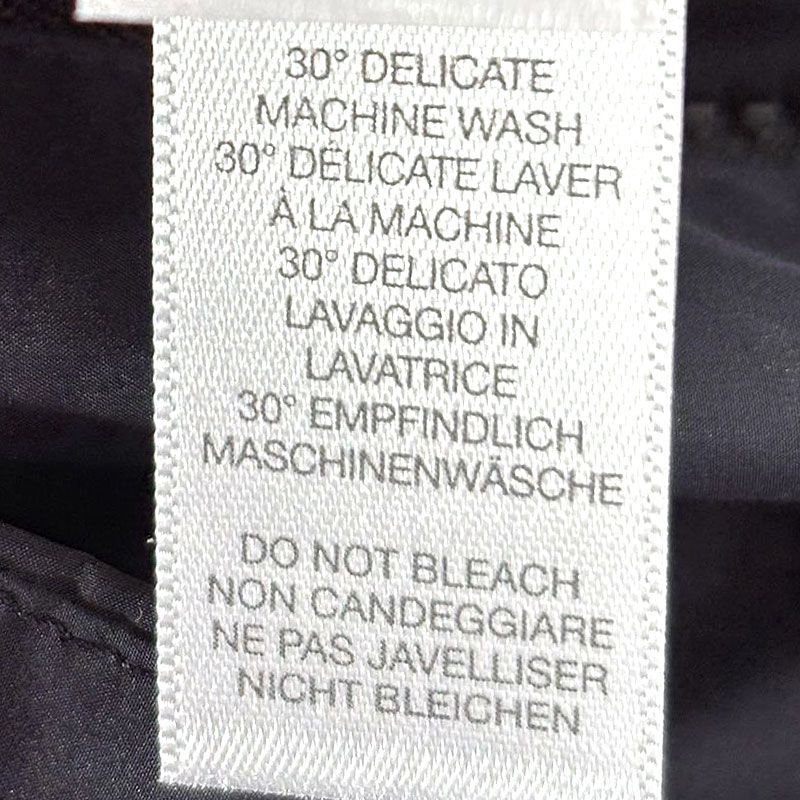 30° DELICATE
MACHINE WASH
30° DÉLICATE LAVER
À LA MACHINE
30° DELICATO
LAVAGGIO IN
LAVATRICE
30° EMPFINDLICH
MASCHINENWÄSCHE
DO NOT BLEACH
NON CANDEGGIARE
NE PAS JAVELLISER
NICHT BLEICHEN